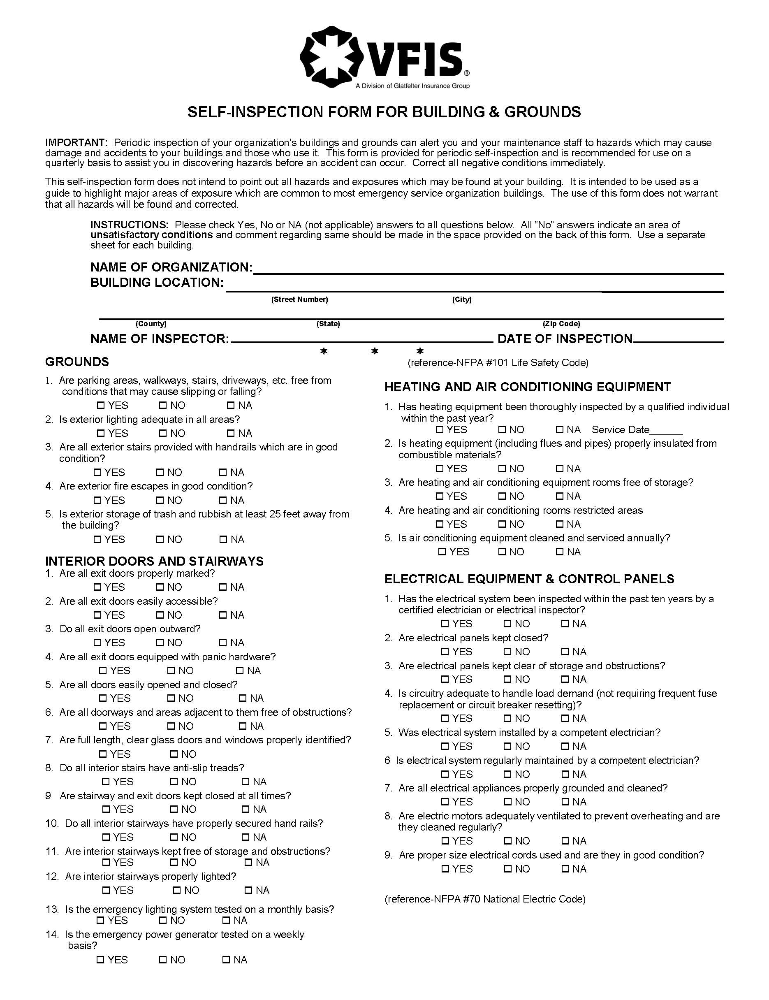 VFIS®
A Division of Glatfelter Insurance Group
SELF-INSPECTION FORM FOR BUILDING & GROUNDS
IMPORTANT: Periodic inspection of your organization's buildings and grounds can alert you and your maintenance staff to hazards which may cause
damage and accidents to your buildings and those who use it. This form is provided for periodic self-inspection and is recommended for use on a
quarterly basis to assist you in discovering hazards before an accident can occur. Correct all negative conditions immediately.
This self-inspection form does not intend to point out all hazards and exposures which may be found at your building. It is intended to be used as a
guide to highlight major areas of exposure which are common to most emergency service organization buildings. The use of this form does not warrant
that all hazards will be found and corrected.
INSTRUCTIONS: Please check Yes, No or NA (not applicable) answers to all questions below. All “No” answers indicate an area of
unsatisfactory conditions and comment regarding same should be made in the space provided on the back of this form. Use a separate
sheet for each building.
NAME OF ORGANIZATION:
BUILDING LOCATION:
(Street Number) (City)
(County) (State) (Zip Code)
NAME OF INSPECTOR: DATE OF INSPECTION
GROUNDS
1. Are parking areas, walkways, stairs, driveways, etc. free from
conditions that may cause slipping or falling?
☐ YES ☐ NO ☐ NA
2. Is exterior lighting adequate in all areas?
☐ YES ☐ NO ☐ NA
3. Are all exterior stairs provided with handrails which are in good
condition?
☐ YES ☐ NO ☐ NA
4. Are exterior fire escapes in good condition?
☐ YES ☐ NO ☐ NA
5. Is exterior storage of trash and rubbish at least 25 feet away from
the building?
☐ YES ☐ NO ☐ NA
INTERIOR DOORS AND STAIRWAYS
1. Are all exit doors properly marked?
☐ YES ☐ NO ☐ NA
2. Are all exit doors easily accessible?
☐ YES ☐ NO ☐ NA
3. Do all exit doors open outward?
☐ YES ☐ NO ☐ NA
4. Are all exit doors equipped with panic hardware?
☐ YES ☐ NO ☐ NA
5. Are all doors easily opened and closed?
☐ YES ☐ NO ☐ NA
6. Are all doorways and areas adjacent to them free of obstructions?
☐ YES ☐ NO ☐ NA
7. Are full length, clear glass doors and windows properly identified?
☐ YES ☐ NO
8. Do all interior stairs have anti-slip treads?
☐ YES ☐ NO ☐ NA
9 Are stairway and exit doors kept closed at all times?
☐ YES ☐ NO ☐ NA
10. Do all interior stairways have properly secured hand rails?
☐ YES ☐ NO ☐ NA
11. Are interior stairways kept free of storage and obstructions?
☐ YES ☐ NO ☐ NA
12. Are interior stairways properly lighted?
☐ YES ☐ NO ☐ NA
13. Is the emergency lighting system tested on a monthly basis?
☐ YES ☐ NO ☐ NA
14. Is the emergency power generator tested on a weekly
basis?
☐ YES ☐ NO ☐ NA
(reference-NFPA #101 Life Safety Code)
HEATING AND AIR CONDITIONING EQUIPMENT
1. Has heating equipment been thoroughly inspected by a qualified individual
within the past year?
☐ YES ☐ NO ☐ NA Service Date______
2. Is heating equipment (including flues and pipes) properly insulated from
combustible materials?
☐ YES ☐ NO ☐ NA
3. Are heating and air conditioning equipment rooms free of storage?
☐ YES ☐ NO ☐ NA
4. Are heating and air conditioning rooms restricted areas
☐ YES ☐ NO ☐ NA
5. Is air conditioning equipment cleaned and serviced annually?
☐ YES ☐ NO ☐ NA
ELECTRICAL EQUIPMENT & CONTROL PANELS
1. Has the electrical system been inspected within the past ten years by a
certified electrician or electrical inspector?
☐ YES ☐ NO ☐ NA
2. Are electrical panels kept closed?
☐ YES ☐ NO ☐ NA
3. Are electrical panels kept clear of storage and obstructions?
☐ YES ☐ NO ☐ NA
4. Is circuitry adequate to handle load demand (not requiring frequent fuse
replacement or circuit breaker resetting)?
☐ YES ☐ NO ☐ NA
5. Was electrical system installed by a competent electrician?
☐ YES ☐ NO ☐ NA
6 Is electrical system regularly maintained by a competent electrician?
☐ YES ☐ NO ☐ NA
7. Are all electrical appliances properly grounded and cleaned?
☐ YES ☐ NO ☐ NA
8. Are electric motors adequately ventilated to prevent overheating and are
they cleaned regularly?
☐ YES ☐ NO ☐ NA
9. Are proper size electrical cords used and are they in good condition?
☐ YES ☐ NO ☐ NA
(reference-NFPA #70 National Electric Code)